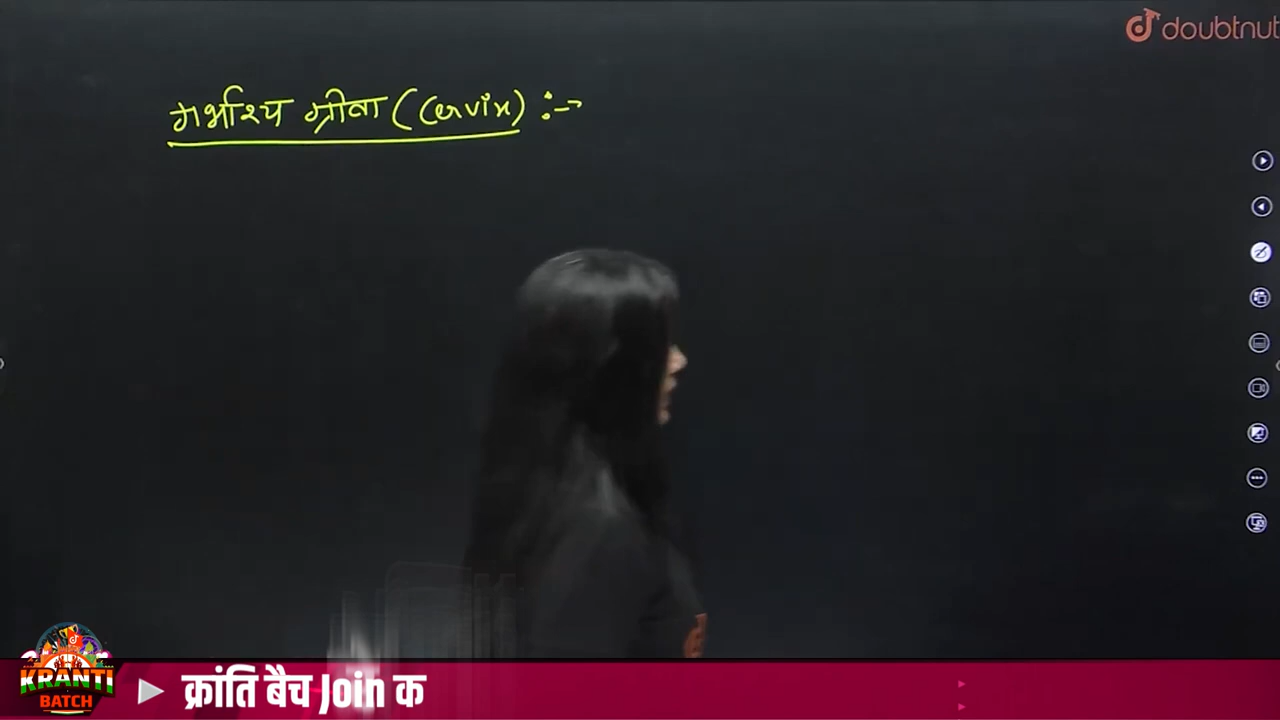 doubtnut
गर्भाशय ग्रीवा (Cervix) :->
KRANTI
BATCH
क्रांति बैच Join क